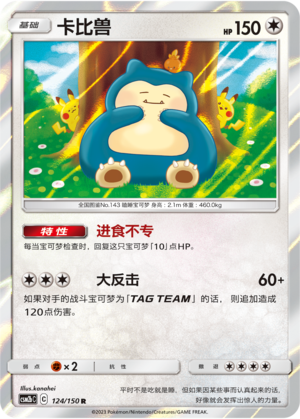 基础 卡比兽 HP 150
全国图鉴No.143 瞌睡宝可梦 身高：2.1m 体重：460.0kg
特性 进食不专
每当宝可梦检查时，回复这只宝可梦「10」点HP。
大反击 60+
如果对手的战斗宝可梦为「TAG TEAM」的话，则追加造成
120点伤害。
弱点 ×2 抗性 撤退
Illus.kanahei
CSM2bC C 124/150 R
平时不是吃就是睡，但如果因某些事而认真起来的话，
好像就会发挥出惊人的力量。
©2023 Pokémon/Nintendo/Creatures/GAME FREAK.